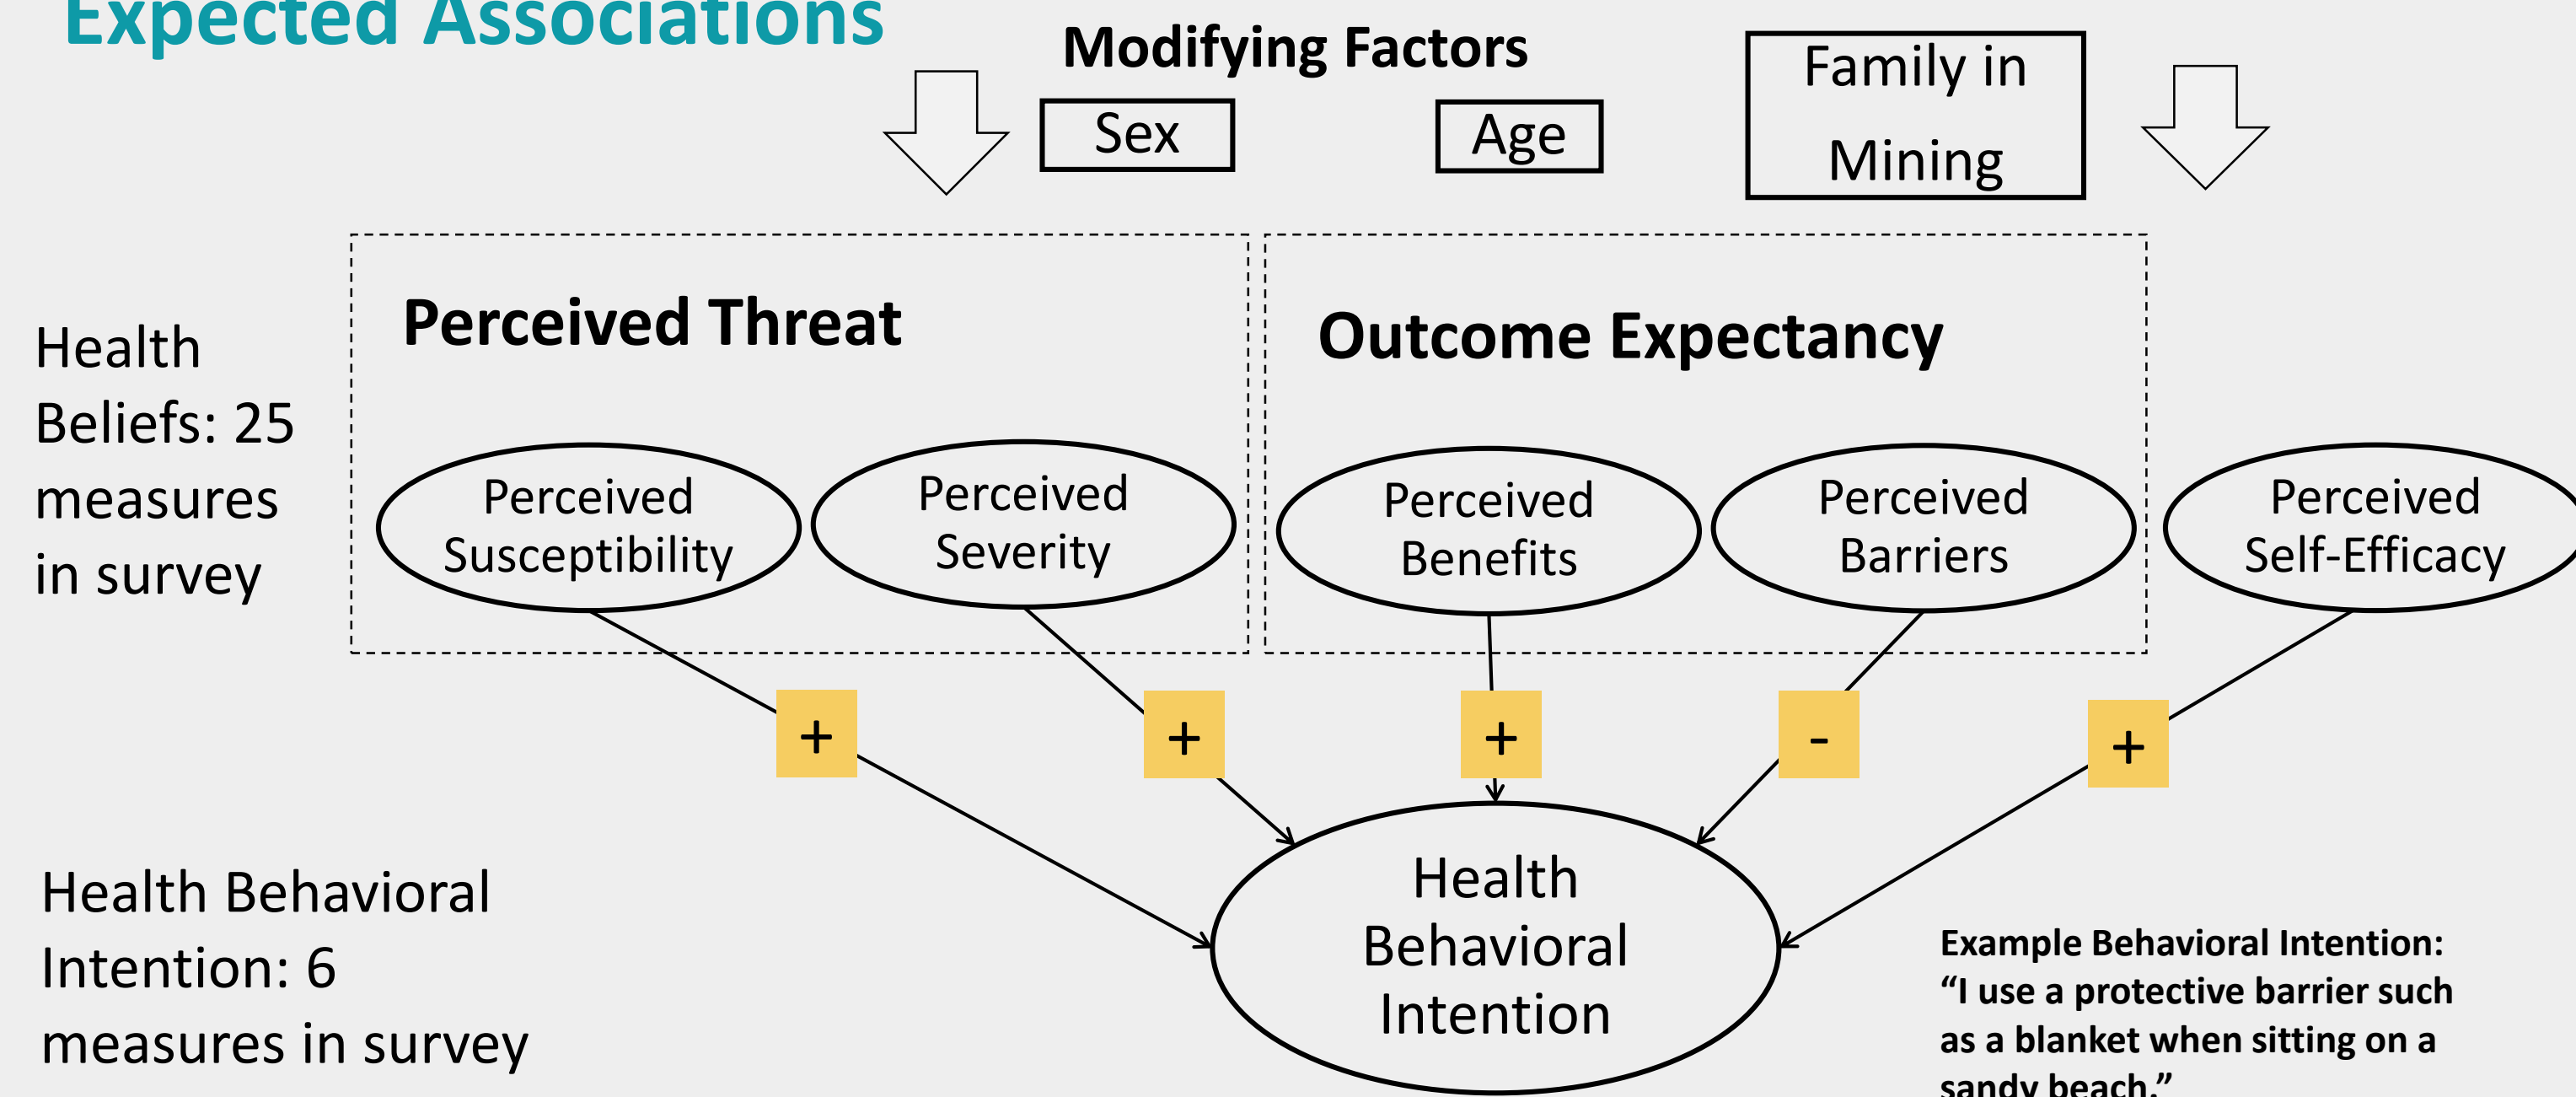 Expected Associations
Modifying Factors
Sex
Age
Family in
Mining
Health
Beliefs: 25
measures
in survey
Perceived Threat
Outcome Expectancy
Perceived
Susceptibility
Perceived
Severity
Perceived
Benefits
Perceived
Barriers
Perceived
Self-Efficacy
+
+
+
-
+
Health Behavioral
Intention: 6
measures in survey
Health
Behavioral
Intention
Example Behavioral Intention:
“I use a protective barrier such
as a blanket when sitting on a
sandy beach.”